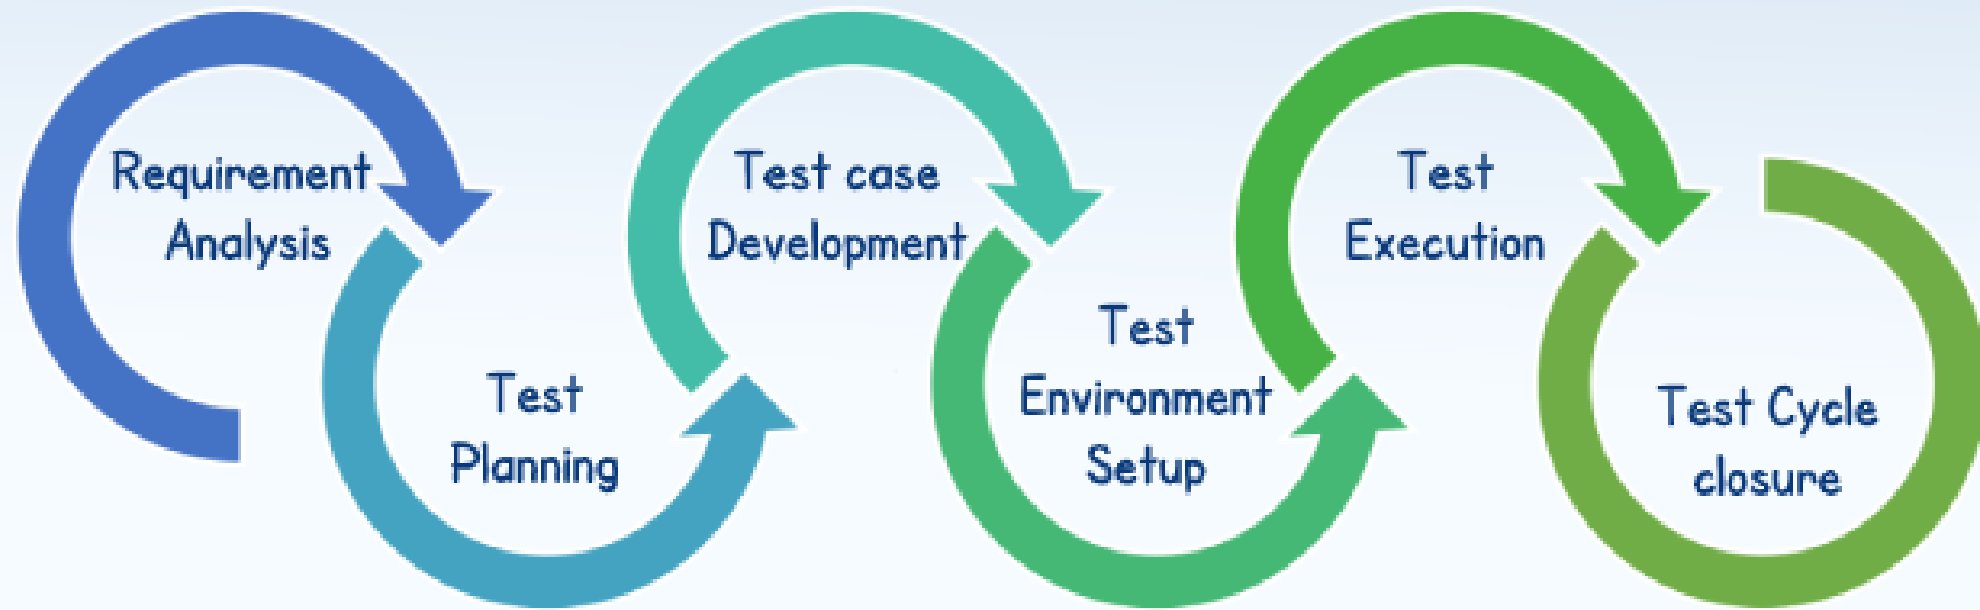 Requirement
Analysis
Test
Planning
Test case
Development
Test
Environment
Setup
Test
Execution
Test Cycle
closure